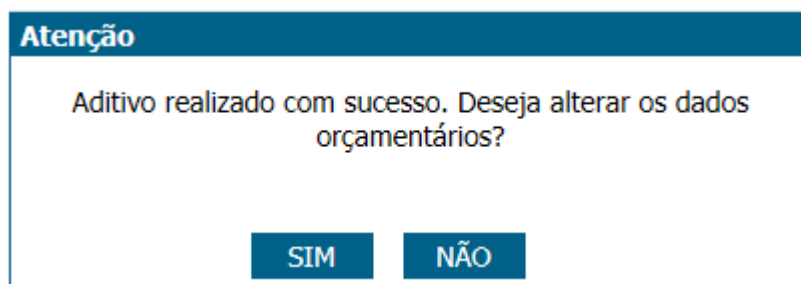 Atenção
Aditivo realizado com sucesso. Deseja alterar os dados
orçamentários?
SIM NÃO